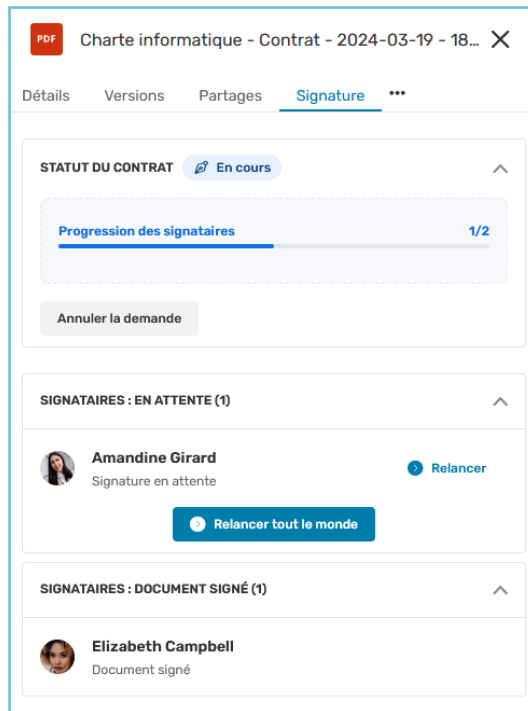 PDF
Charte informatique - Contrat - 2024-03-19 - 18...
Détails Versions Partages Signature •••
STATUT DU CONTRAT En cours
Progression des signataires 1/2
Annuler la demande
SIGNATAIRES : EN ATTENTE (1)
Amandine Girard
Signature en attente
Relancer
Relancer tout le monde
SIGNATAIRES : DOCUMENT SIGNÉ (1)
Elizabeth Campbell
Document signé